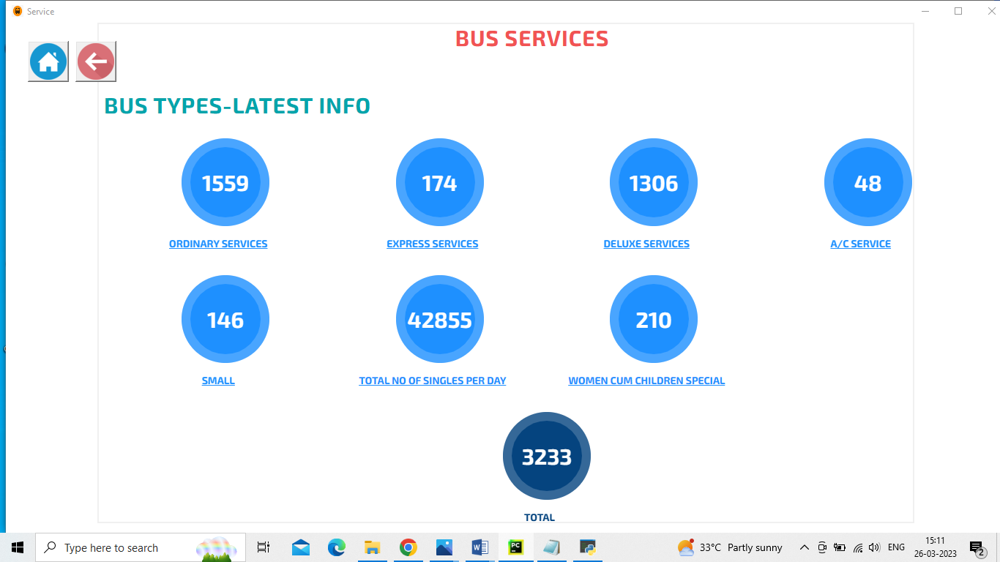 Service
BUS SERVICES
BUS TYPES-LATEST INFO
1559 174 1306 48
ORDINARY SERVICES EXPRESS SERVICES DELUXE SERVICES A/C SERVICE
146 42855 210
SMALL TOTAL NO OF SINGLES PER DAY WOMEN CUM CHILDREN SPECIAL
3233
TOTAL
Type here to search W PC 33°C Partly sunny ENG 15:11
26-03-2023 2